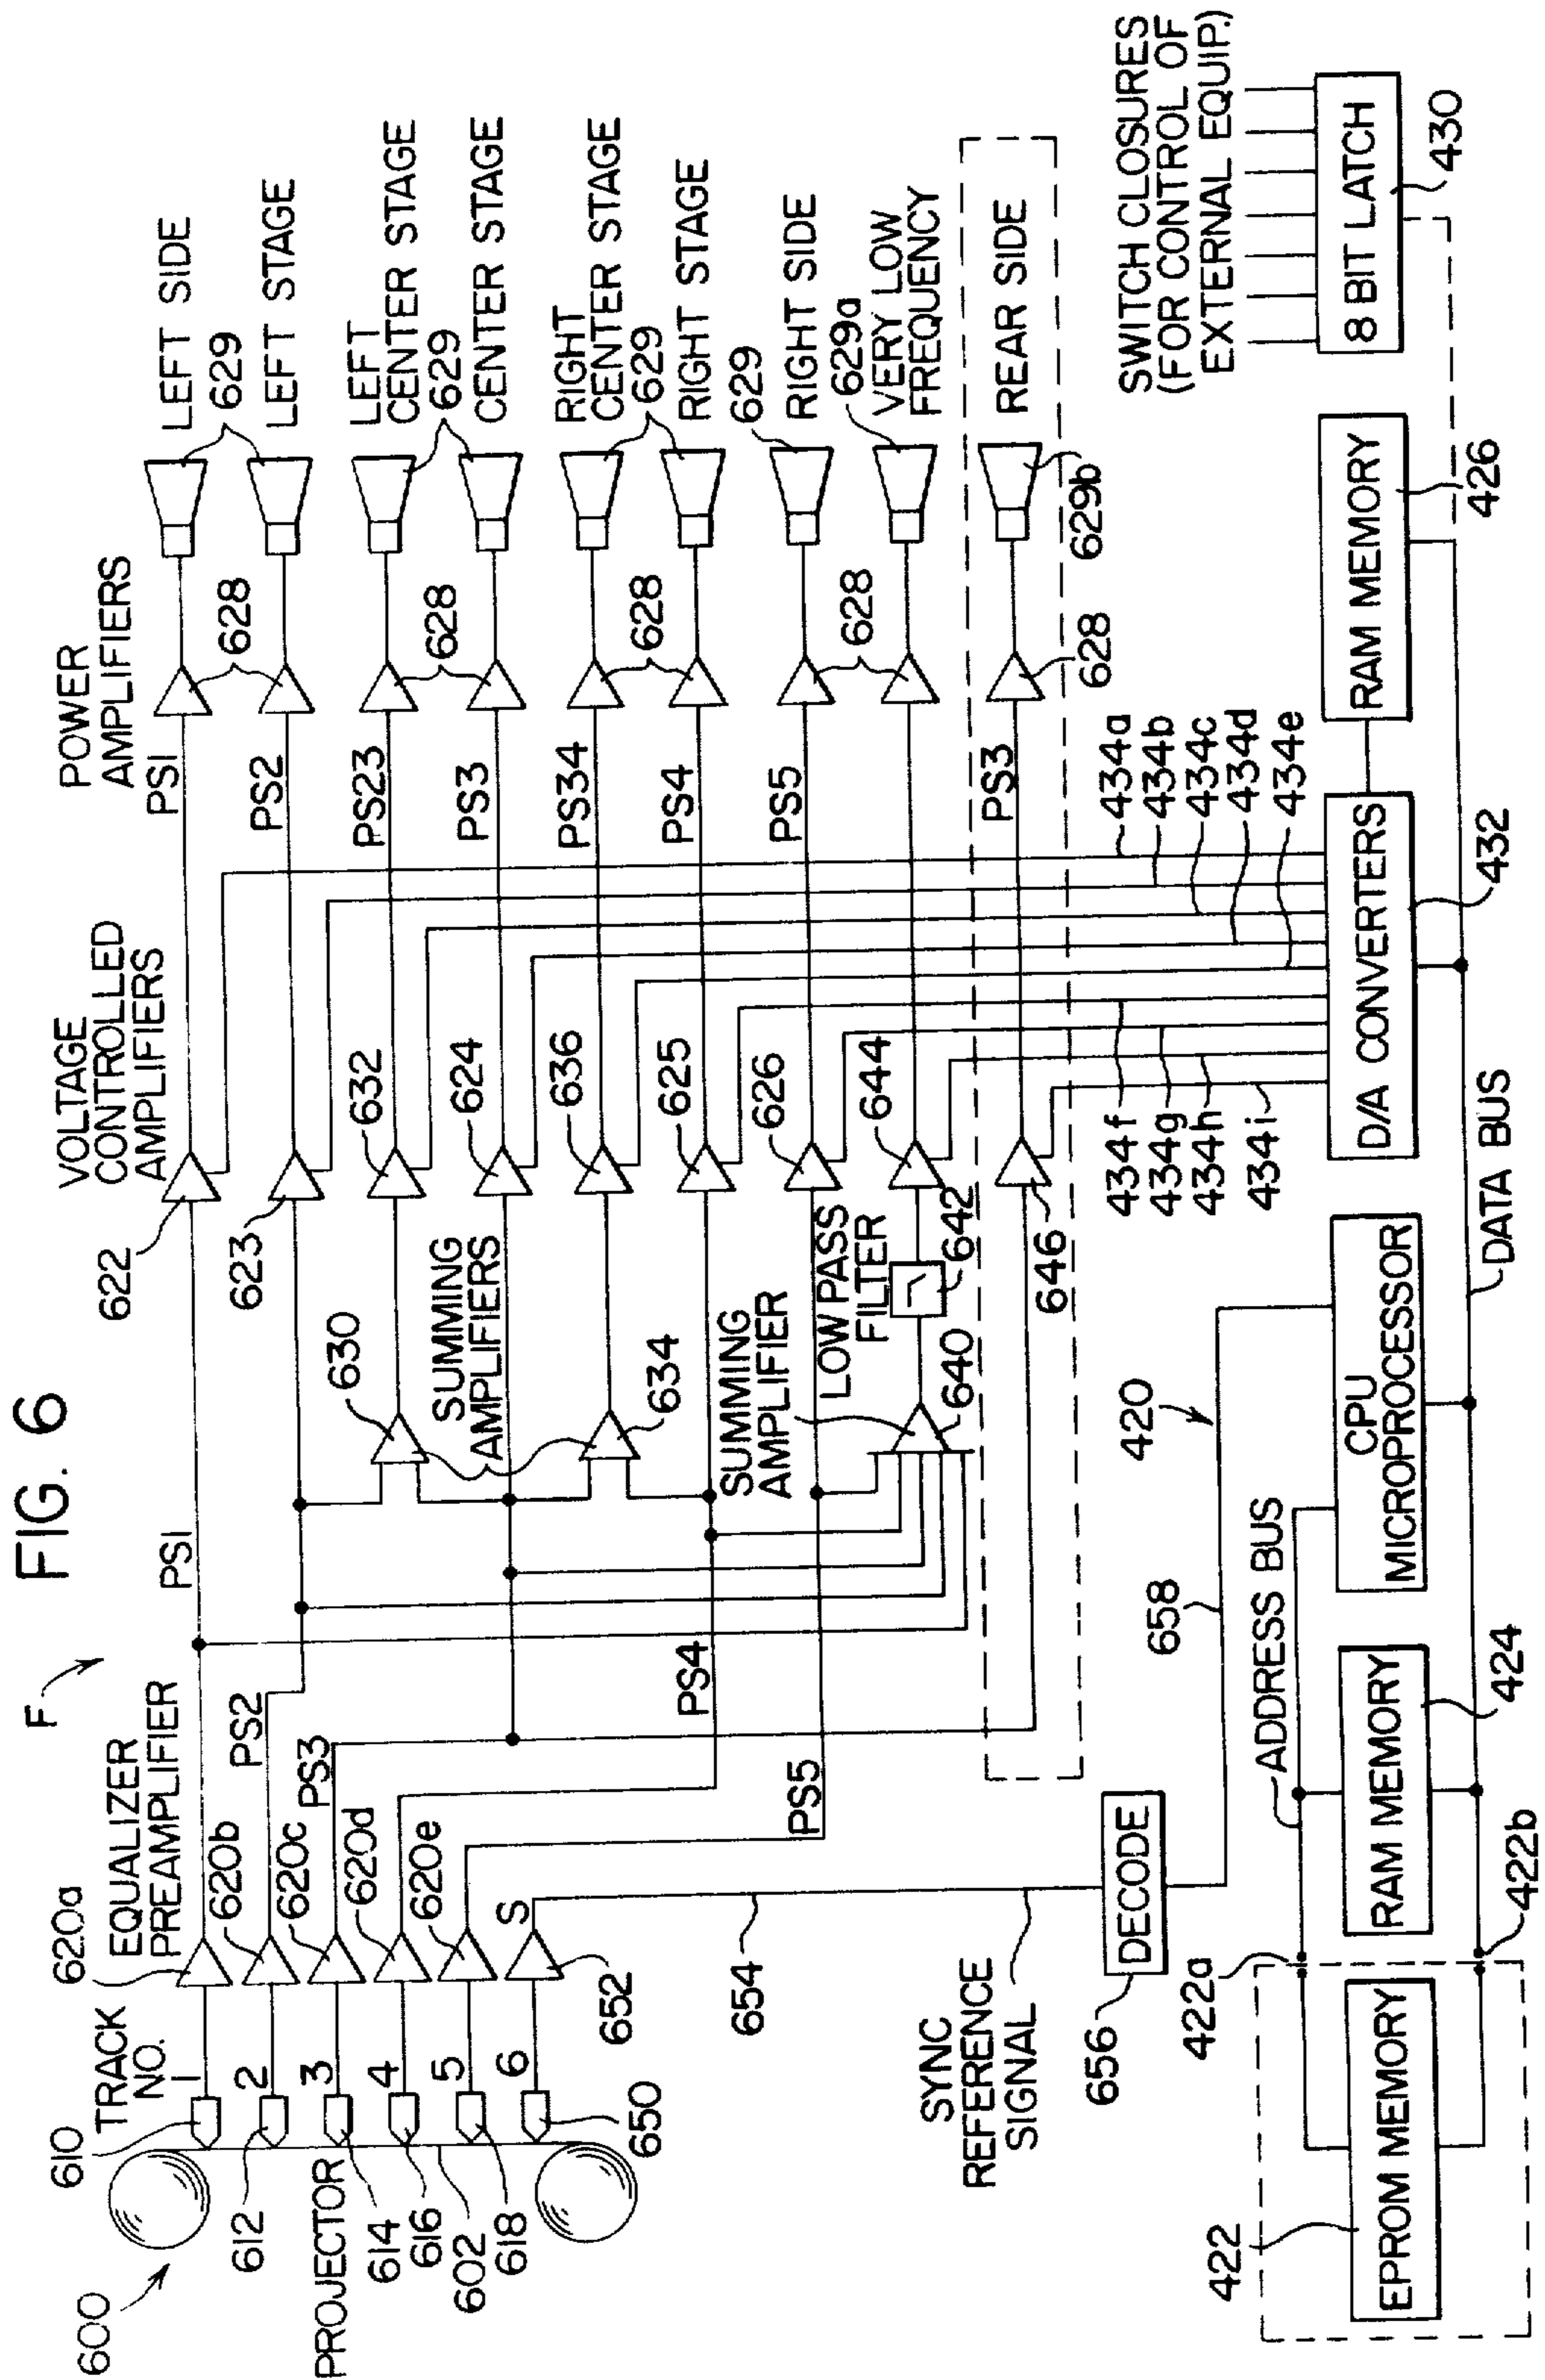 FIG. 6
F
600
610
TRACK
NO.
1
2
3
4
5
6
612
PROJECTOR
614
616
602
618
650
620a
EQUALIZER
PREAMPLIFIER
620b
620c
620d
620e
S
652
PS1
PS2
PS3
PS4
PS5
630
SUMMING
AMPLIFIERS
634
SUMMING
AMPLIFIER
640
LOW PASS
FILTER
642
VOLTAGE
CONTROLLED
AMPLIFIERS
622
623
632
624
636
625
626
644
646
POWER
AMPLIFIERS
PS1
PS2
PS23
PS3
PS34
PS4
PS5
PS3
628
628
628
628
628
LEFT SIDE
629
LEFT STAGE
LEFT
CENTER STAGE
629
CENTER STAGE
RIGHT
CENTER STAGE
629
RIGHT STAGE
629
RIGHT SIDE
629a
VERY LOW
FREQUENCY
REAR SIDE
629b
654
SYNC
REFERENCE
SIGNAL
DECODE
656
658
420
434a
434b
434c
434d
434e
434f
434g
434h
434i
422
EPROM MEMORY
422a
422b
ADDRESS BUS
RAM MEMORY
424
CPU
MICROPROCESSOR
DATA BUS
D/A CONVERTERS
432
RAM MEMORY
426
SWITCH CLOSURES
(FOR CONTROL OF
EXTERNAL EQUIP.)
8 BIT LATCH
430